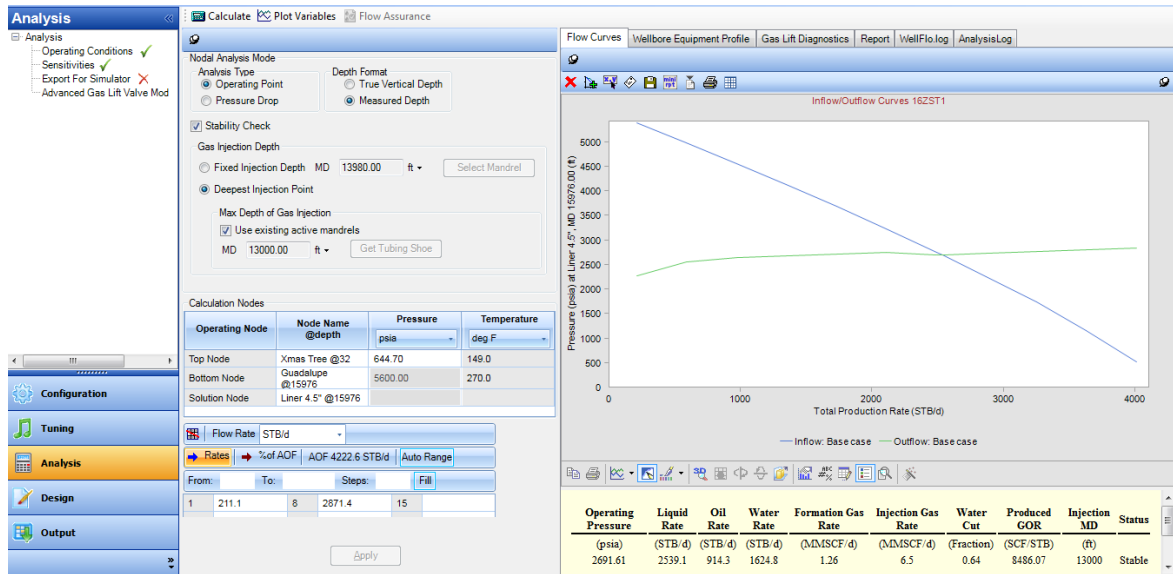 Analysis
Analysis
Operating Conditions
Sensitivities
Export For Simulator
Advanced Gas Lift Valve Mod
Configuration
Tuning
Analysis
Design
Output
Calculate Plot Variables Flow Assurance
Nodal Analysis Mode
Analysis Type Depth Format
Operating Point True Vertical Depth
Pressure Drop Measured Depth
Stability Check
Gas Injection Depth
Fixed Injection Depth MD 13980.00 ft Select Mandrel
Deepest Injection Point
Max Depth of Gas Injection
Use existing active mandrels
MD 13000.00 ft Get Tubing Shoe
Calculation Nodes
Operating Node Node Name @depth Pressure Temperature
psia deg F
Top Node Xmas Tree @32 644.70 149.0
Bottom Node Guadalupe @15976 5600.00 270.0
Solution Node Liner 4.5" @15976
Flow Rate STB/d
Rates %of AOF AOF 4222.6 STB/d Auto Range
From: To: Steps: Fill
1 211.1 8 2871.4 15
Apply
Flow Curves Wellbore Equipment Profile Gas Lift Diagnostics Report WellFlo.log AnalysisLog
Inflow/Outflow Curves 16ZST1
Pressure (psia) at Liner 4.5", MD 15976.00 (ft)
5000
4500
4000
3500
3000
2500
2000
1500
1000
500
0
0 1000 2000 3000 4000
Total Production Rate (STB/d)
Inflow: Base case Outflow: Base case
Operating Pressure Liquid Rate Oil Rate Water Rate Formation Gas Rate Injection Gas Rate Water Cut Produced GOR Injection MD Status
(psia) (STB/d) (STB/d) (STB/d) (MMSCF/d) (MMSCF/d) (Fraction) (SCF/STB) (ft)
2691.61 2539.1 914.3 1624.8 1.26 6.5 0.64 8486.07 13000 Stable